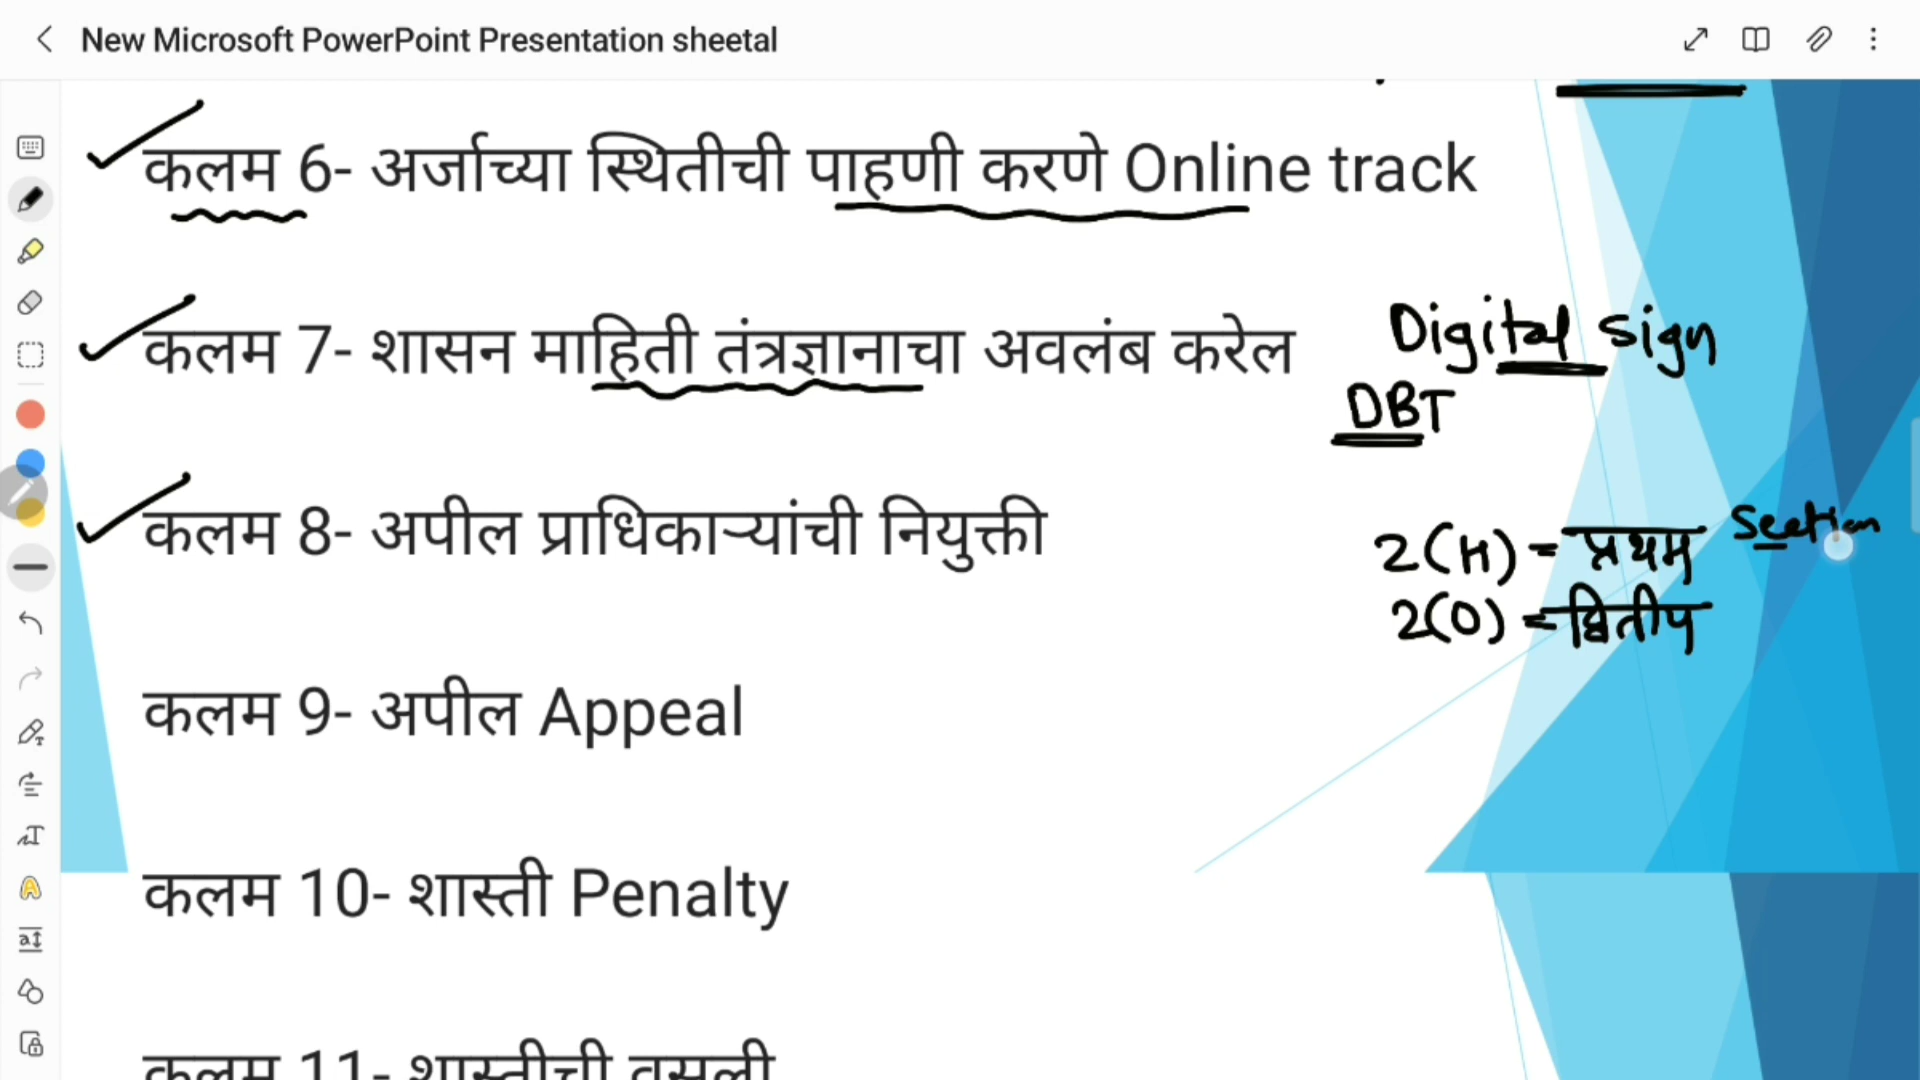 New Microsoft PowerPoint Presentation sheetal
कलम 6- अर्जाच्या स्थितीची पाहणी करणे Online track
कलम 7- शासन माहिती तंत्रज्ञानाचा अवलंब करेल
Digital sign
DBT
कलम 8- अपील प्राधिकाऱ्यांची नियुक्ती
2(H) = प्रथम Section
2(O) = द्वितीय
कलम 9- अपील Appeal
कलम 10- शास्ती Penalty
कलम 11- शास्तीची वसुली